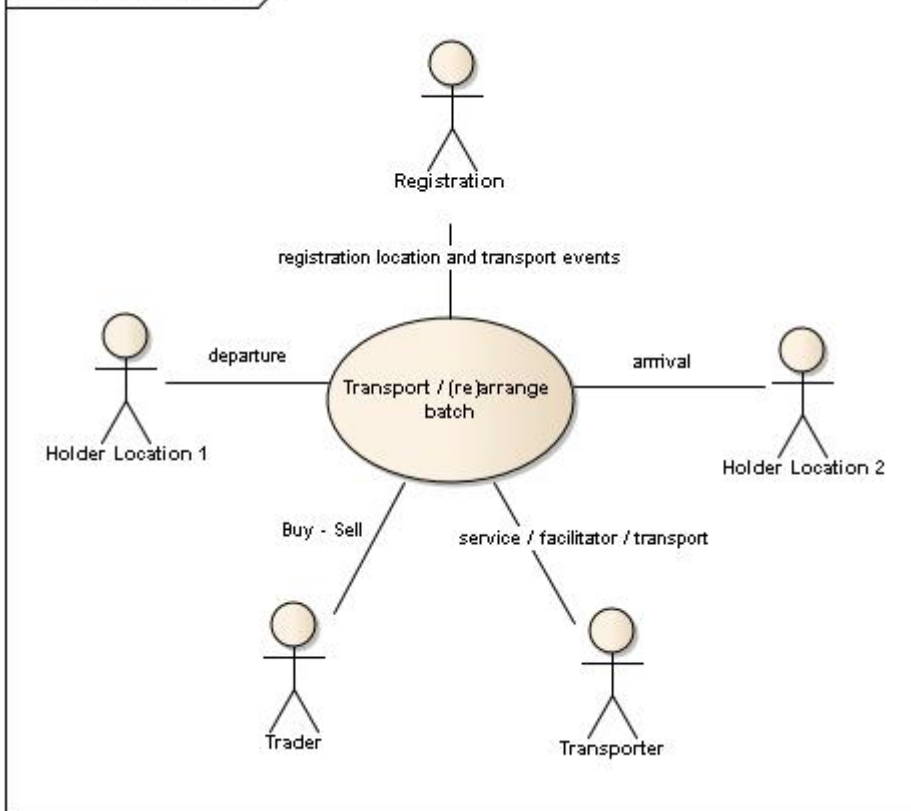 Registration
registration location and transport events
departure
arrival
Transport / (re)arrange
batch
Holder Location 1
Holder Location 2
Buy - Sell
service / facilitator / transport
Trader
Transporter